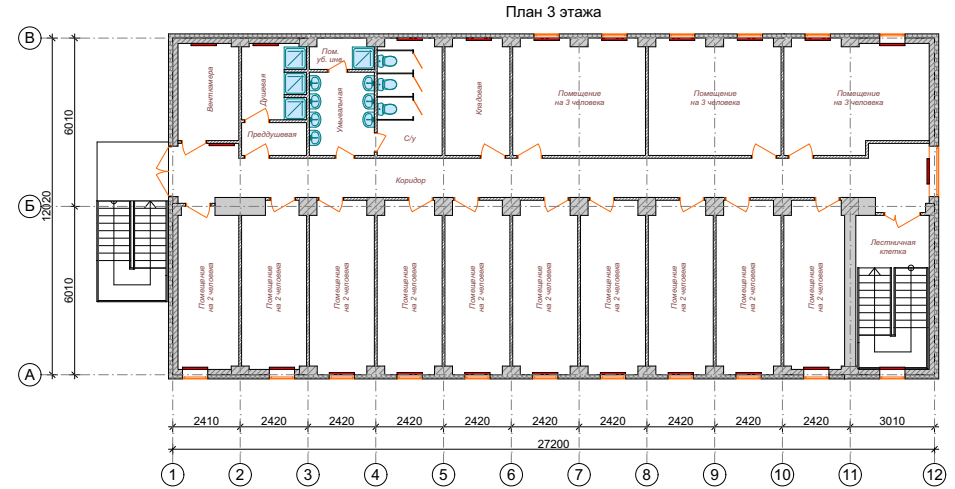 План 3 этажа
В
Пом.
уб. инв.
Венткамера
Душевая
Умывальная
Кладовая
Помещение
на 3 человека
Помещение
на 3 человека
Помещение
на 3 человека
Преддушевая
С/у
6010
Коридор
Б
12020
Лестничная
клетка
Помещение
на 2 человека
Помещение
на 2 человека
Помещение
на 2 человека
Помещение
на 2 человека
Помещение
на 2 человека
Помещение
на 2 человека
Помещение
на 2 человека
Помещение
на 2 человека
Помещение
на 2 человека
Помещение
на 2 человека
6010
А
2410 2420 2420 2420 2420 2420 2420 2420 2420 2420 3010
27200
1 2 3 4 5 6 7 8 9 10 11 12